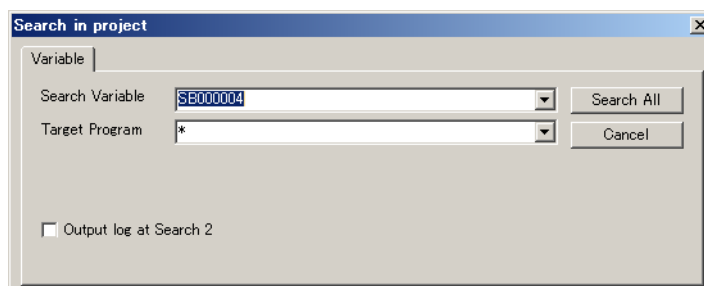 Search in project
Variable
Search Variable SB000004 Search All
Target Program * Cancel
Output log at Search 2